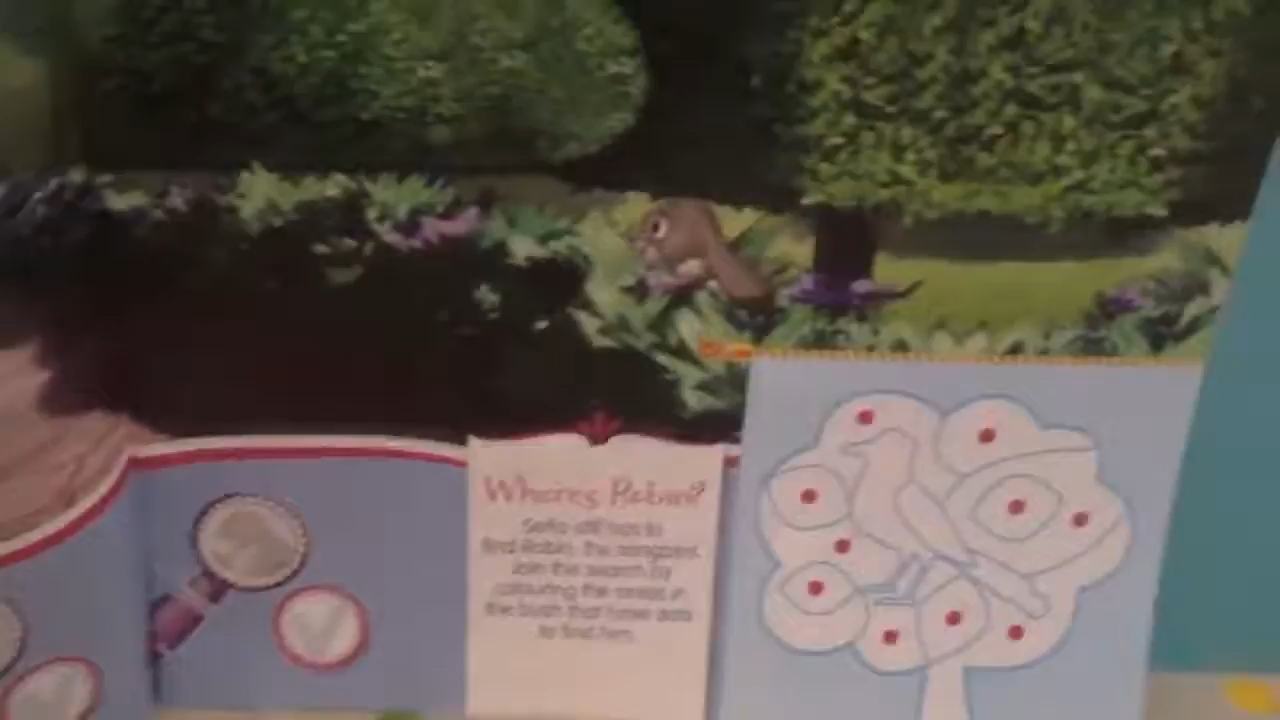 Where's Robin?
Sofia still has to
find Robin, the songbird.
Join the search by
colouring the areas in
the bush that have dots
to find him.